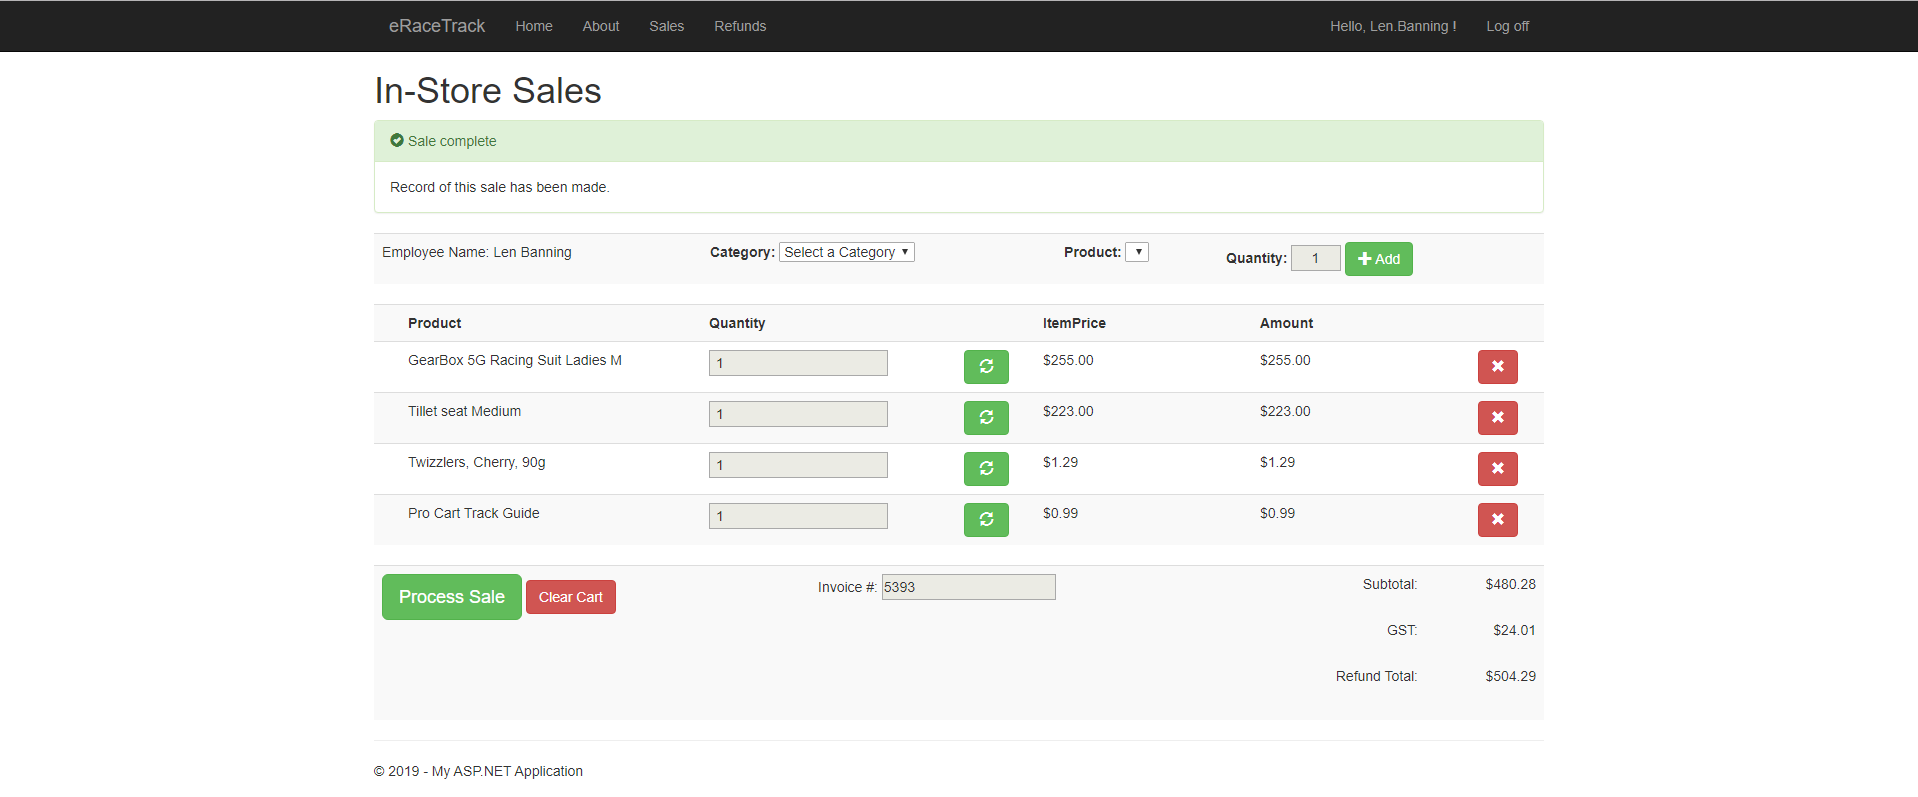 eRaceTrack Home About Sales Refunds Hello, Len.Banning ! Log off
In-Store Sales
Sale complete
Record of this sale has been made.
Employee Name: Len Banning Category: Select a Category Product: Quantity: 1 Add
Product Quantity ItemPrice Amount
GearBox 5G Racing Suit Ladies M 1 $255.00 $255.00
Tillet seat Medium 1 $223.00 $223.00
Twizzlers, Cherry, 90g 1 $1.29 $1.29
Pro Cart Track Guide 1 $0.99 $0.99
Process Sale Clear Cart Invoice #: 5393 Subtotal: $480.28
GST: $24.01
Refund Total: $504.29
© 2019 - My ASP.NET Application